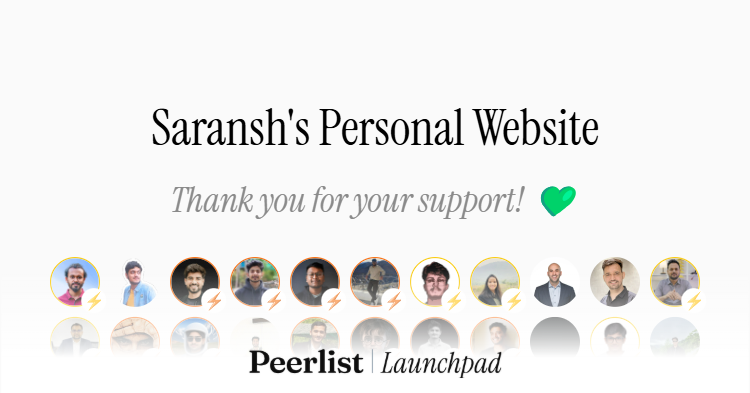 Saransh's Personal Website
Thank you for your support!
Peerlist | Launchpad